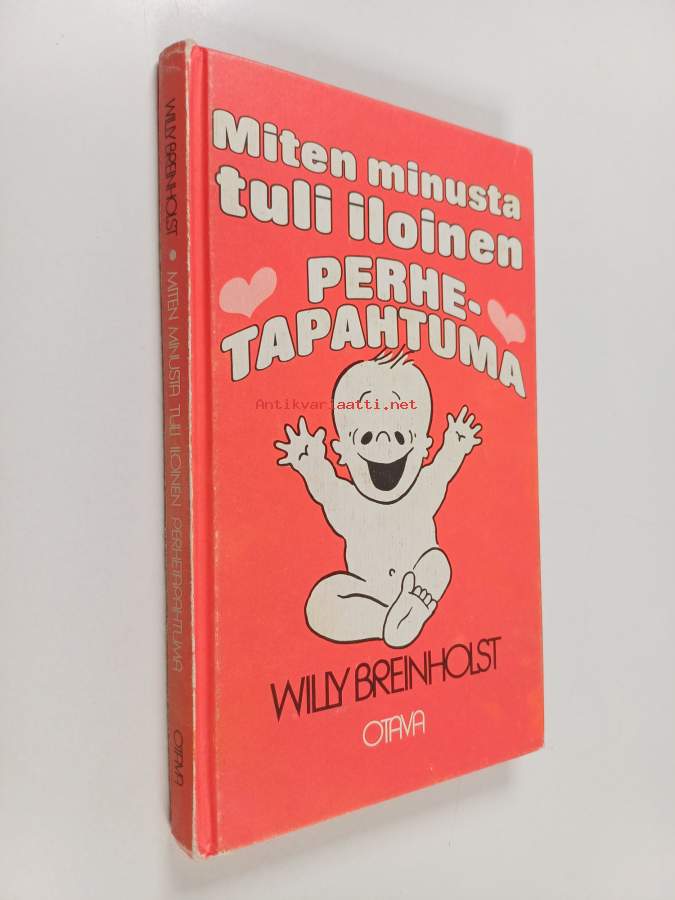 Miten minusta
tuli iloinen
PERHE-
TAPAHTUMA
Antikvariaatti.net
WILLY BREINHOLST
OTAVA
WILLY BREINHOLST • MITEN MINUSTA TULI ILOINEN PERHETAPAHTUMA OTAVA